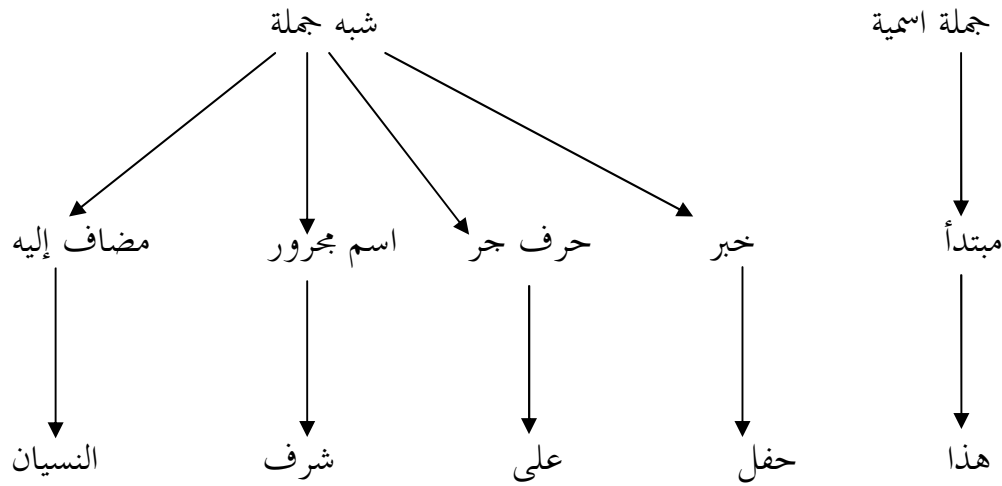 جملة اسمية شبه جملة
مبتدأ خبر حرف جر اسم مجرور مضاف إليه
هذا حفل على شرف النسيان